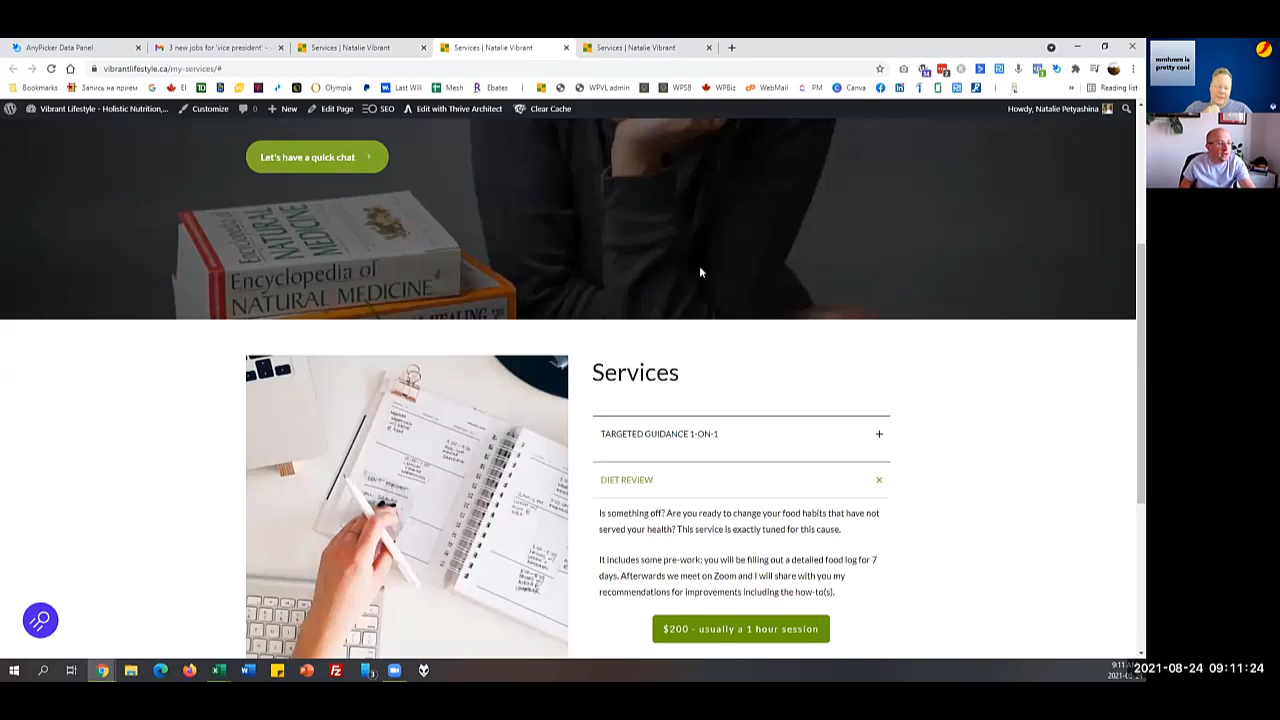 AnyPicker Data Panel
3 new jobs for 'vice president' -
Services | Natalie Vibrant
Services | Natalie Vibrant
Services | Natalie Vibrant
vibrantlifestyle.ca/my-services/#
Bookmarks
Запись на прием
G
EI
Olympia
Last Will
Mesh
Ebates
WPVL admin
WPSB
WPBiz
WebMail
PM
Canva
Reading list
Vibrant Lifestyle - Holistic Nutrition,...
Customize
0
New
Edit Page
SEO
Edit with Thrive Architect
Clear Cache
Howdy, Natalie Petyashina
mmhmm is
pretty cool
Let's have a quick chat
Encyclopedia of
NATURAL MEDICINE
Encyclopedia of
NATURAL MEDICINE
Services
TARGETED GUIDANCE 1-ON-1
DIET REVIEW
Is something off? Are you ready to change your food habits that have not
served your health? This service is exactly tuned for this cause.
It includes some pre-work: you will be filling out a detailed food log for 7
days. Afterwards we meet on Zoom and I will share with you my
recommendations for improvements including the how-to(s).
$200 - usually a 1 hour session
9:11
2021-08-24 09:11:24